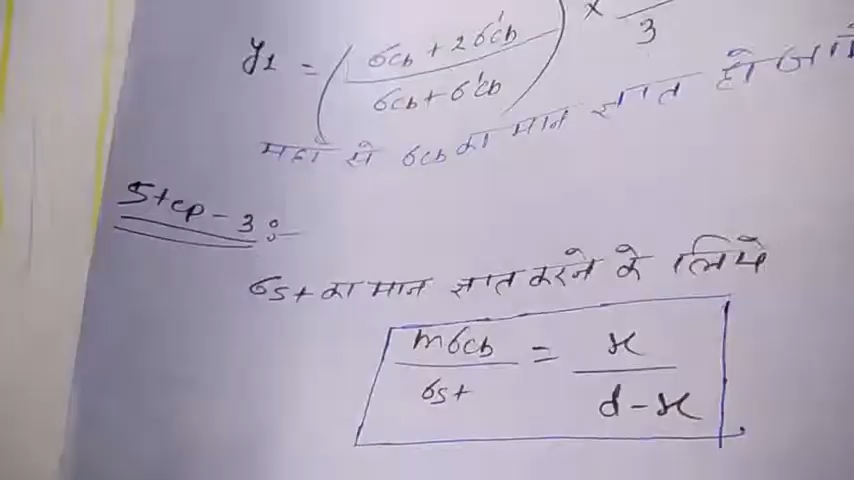 y₁ = ( (σcb + 2σ'cb) / (σcb + σ'cb) ) × — / 3
यहाँ से σcb का मान ज्ञात हो
Step - 3 :-
σst का मान ज्ञात करने के लिये
mσcb / σst = x / (d - x)